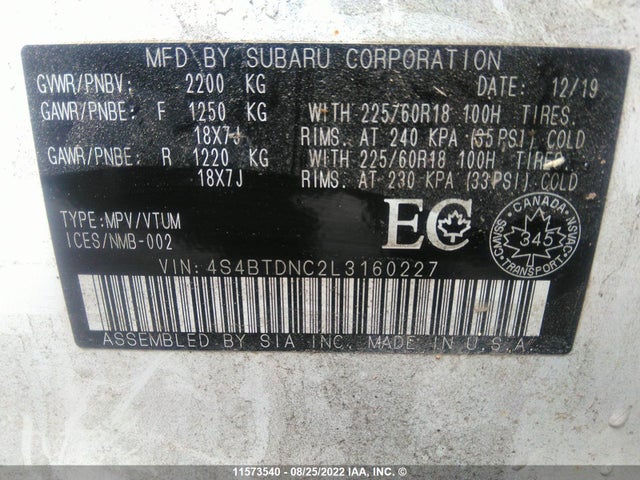 MFD BY SUBARU CORPORATION
GVWR/PNBV: 2200 KG DATE: 12/19
GAWR/PNBE: F 1250 KG WITH 225/60R18 100H TIRES.
18X7J RIMS. AT 240 KPA (35PSI) COLD
GAWR/PNBE: R 1220 KG WITH 225/60R18 100H TIRES
18X7J RIMS. AT 230 KPA (33PSI) COLD
TYPE:MPV/VTUM
ICES/NMB-002
EC
CANADA
CMVSS 345 NSVAC
TRANSPORT
VIN: 4S4BTDNC2L3160227
ASSEMBLED BY SIA INC. MADE IN U.S.A.
11573540 - 08/25/2022 IAA, INC. ©